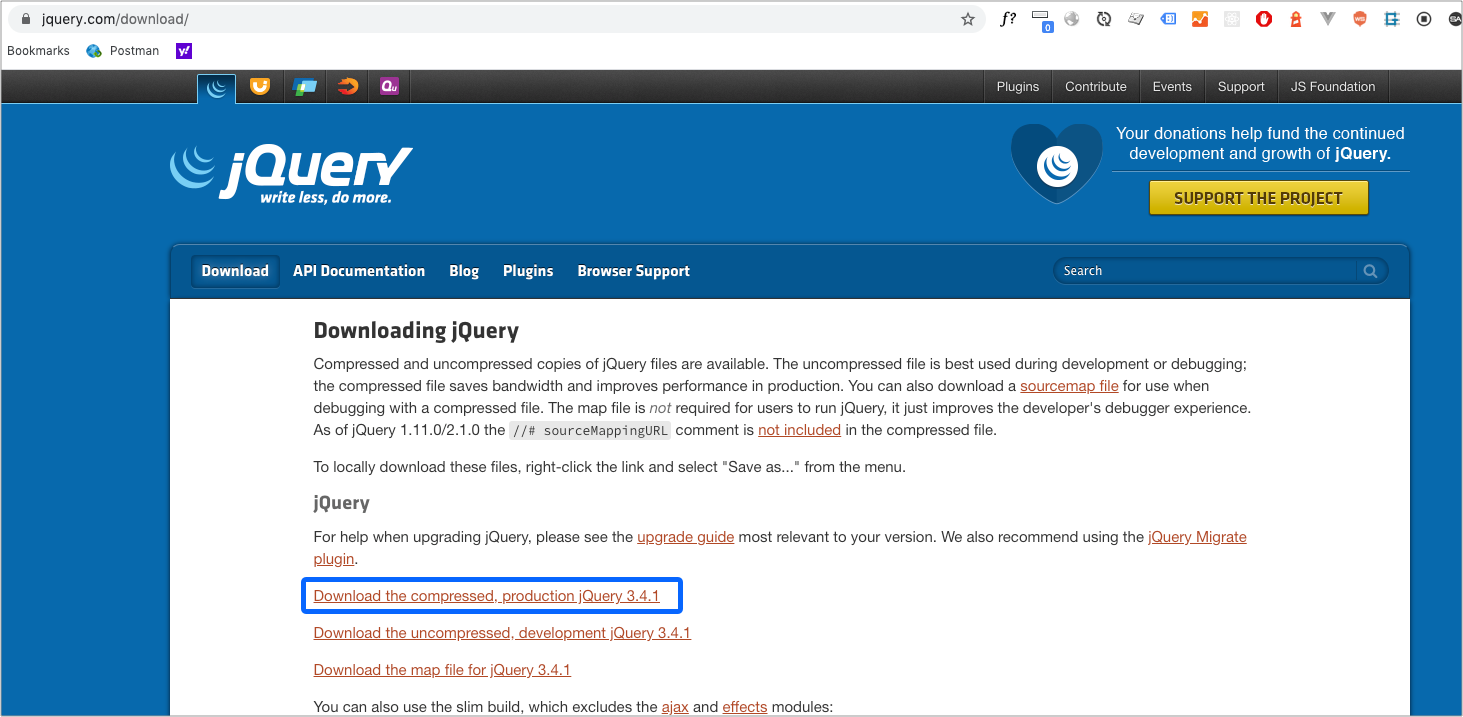 jquery.com/download/
f?
0
SA
Bookmarks
Postman
y!
Qu
Plugins
Contribute
Events
Support
JS Foundation
jQuery
write less, do more.
Your donations help fund the continued
development and growth of jQuery.
SUPPORT THE PROJECT
Download
API Documentation
Blog
Plugins
Browser Support
Search
Downloading jQuery
Compressed and uncompressed copies of jQuery files are available. The uncompressed file is best used during development or debugging;
the compressed file saves bandwidth and improves performance in production. You can also download a sourcemap file for use when
debugging with a compressed file. The map file is not required for users to run jQuery, it just improves the developer's debugger experience.
As of jQuery 1.11.0/2.1.0 the //# sourceMappingURL comment is not included in the compressed file.
To locally download these files, right-click the link and select "Save as..." from the menu.
jQuery
For help when upgrading jQuery, please see the upgrade guide most relevant to your version. We also recommend using the jQuery Migrate
plugin.
Download the compressed, production jQuery 3.4.1
Download the uncompressed, development jQuery 3.4.1
Download the map file for jQuery 3.4.1
You can also use the slim build, which excludes the ajax and effects modules: